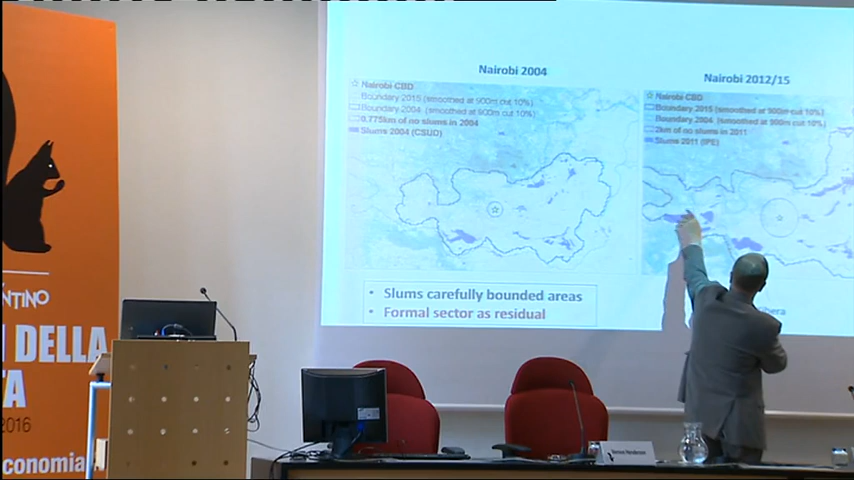 Nairobi 2004
Nairobi CBD
Boundary 2015 (smoothed at 900m cut 10%)
Boundary 2004 (smoothed at 900m cut 10%)
0.775km of no slums in 2004
Slums 2004 (CSUD)
Nairobi 2012/15
Nairobi CBD
Boundary 2015 (smoothed at 900m cut 10%)
Boundary 2004 (smoothed at 900m cut 10%)
2km of no slums in 2011
Slums 2011 (IPE)
• Slums carefully bounded areas
• Formal sector as residual
NTINO
I DELLA
TA
2016
economia